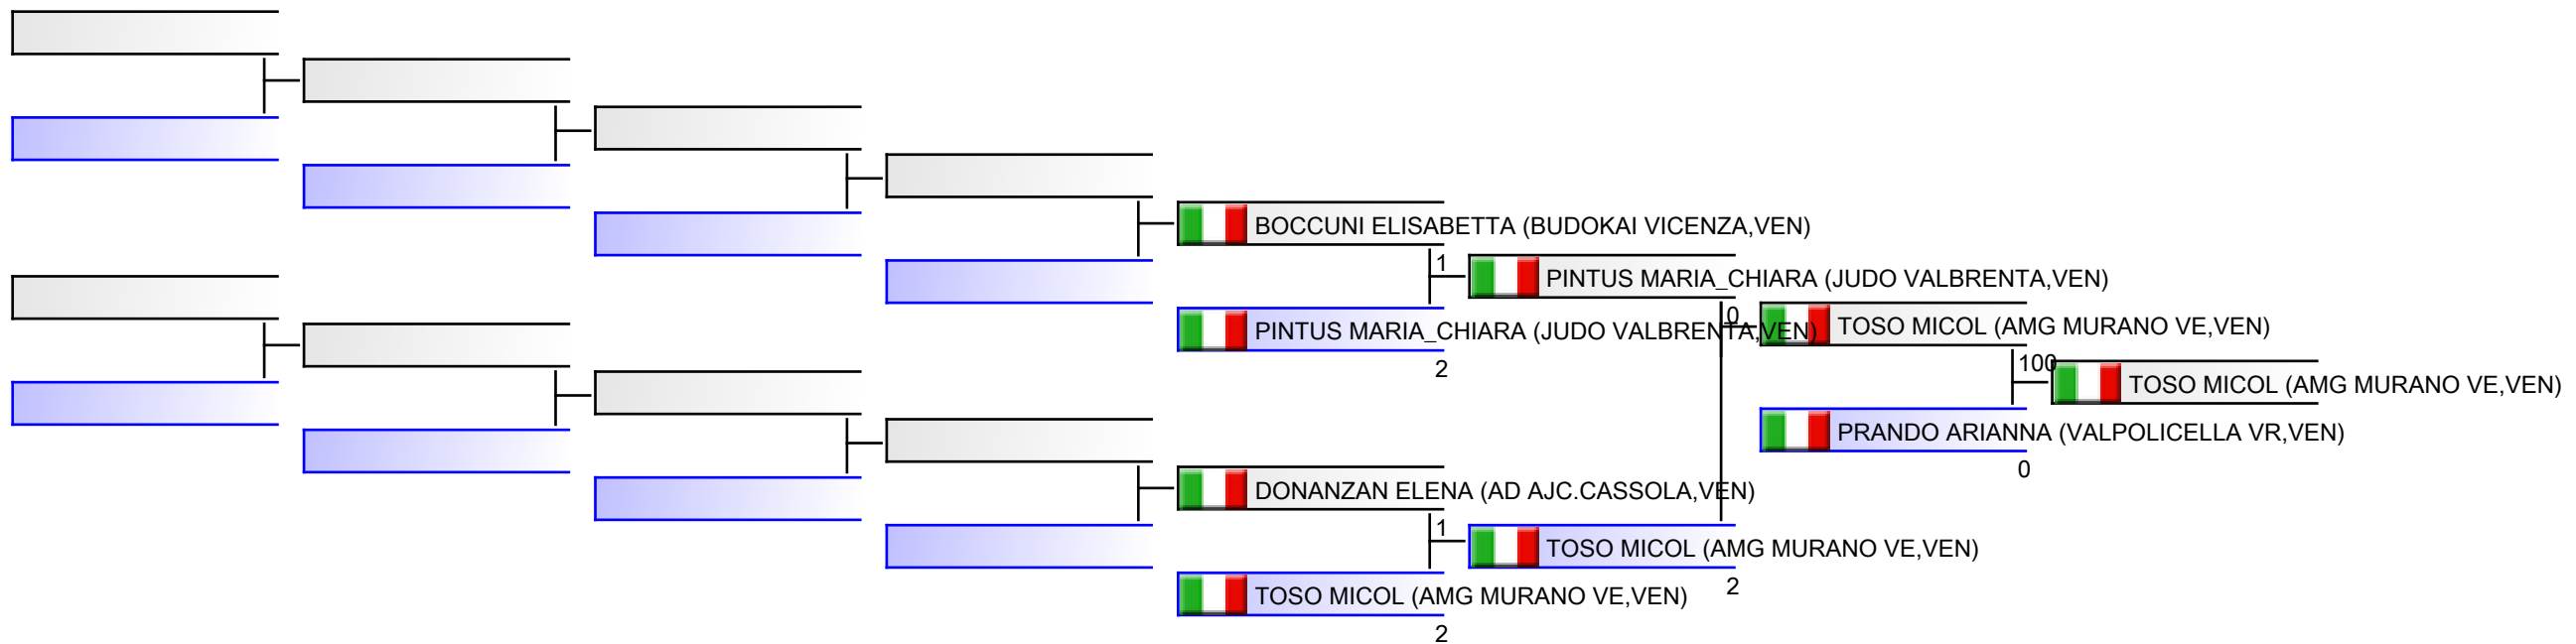 BOCCUNI ELISABETTA (BUDOKAI VICENZA,VEN)
1
PINTUS MARIA_CHIARA (JUDO VALBRENTA,VEN)
PINTUS MARIA_CHIARA (JUDO VALBRENTA,VEN)
2
0
TOSO MICOL (AMG MURANO VE,VEN)
100
TOSO MICOL (AMG MURANO VE,VEN)
PRANDO ARIANNA (VALPOLICELLA VR,VEN)
0
DONANZAN ELENA (AD AJC.CASSOLA,VEN)
1
TOSO MICOL (AMG MURANO VE,VEN)
2
TOSO MICOL (AMG MURANO VE,VEN)
2